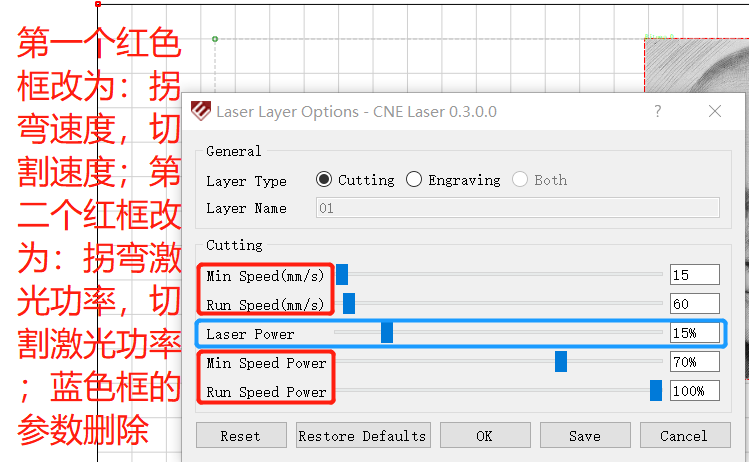 第一个红色
框改为：拐
弯速度，切
割速度；第
二个红框改
为：拐弯激
光功率，切
割激光功率
；蓝色框的
参数删除
Laser Layer Options - CNE Laser 0.3.0.0
?
General
Layer Type Cutting Engraving Both
Layer Name 01
Cutting
Min Speed(mm/s) 15
Run Speed(mm/s) 60
Laser Power 15%
Min Speed Power 70%
Run Speed Power 100%
Reset Restore Defaults OK Save Cancel